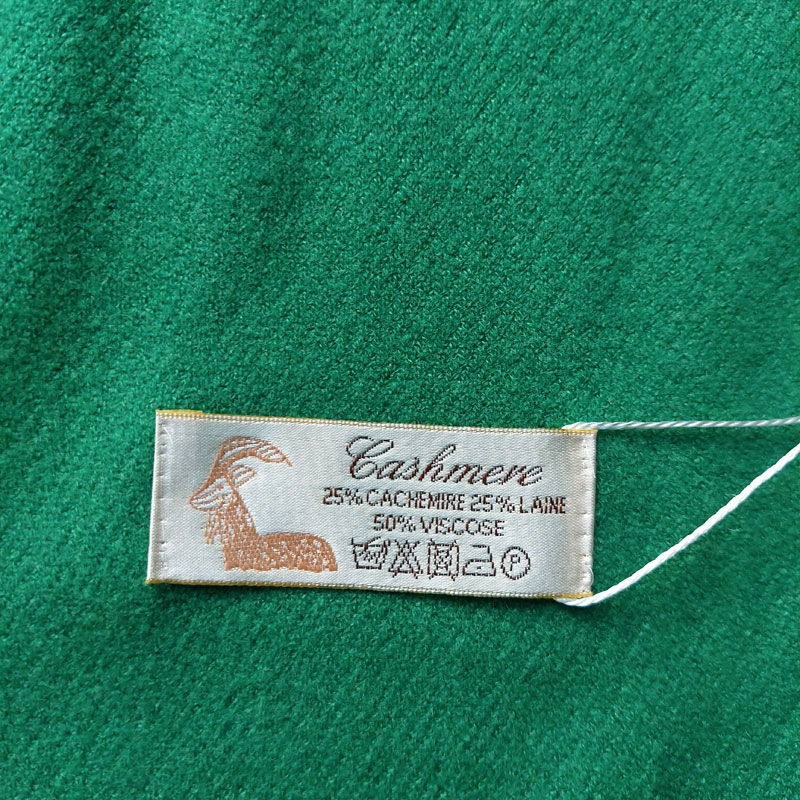 Cashmere
25% CACHEMIRE 25% LAINE
50% VISCOSE
P